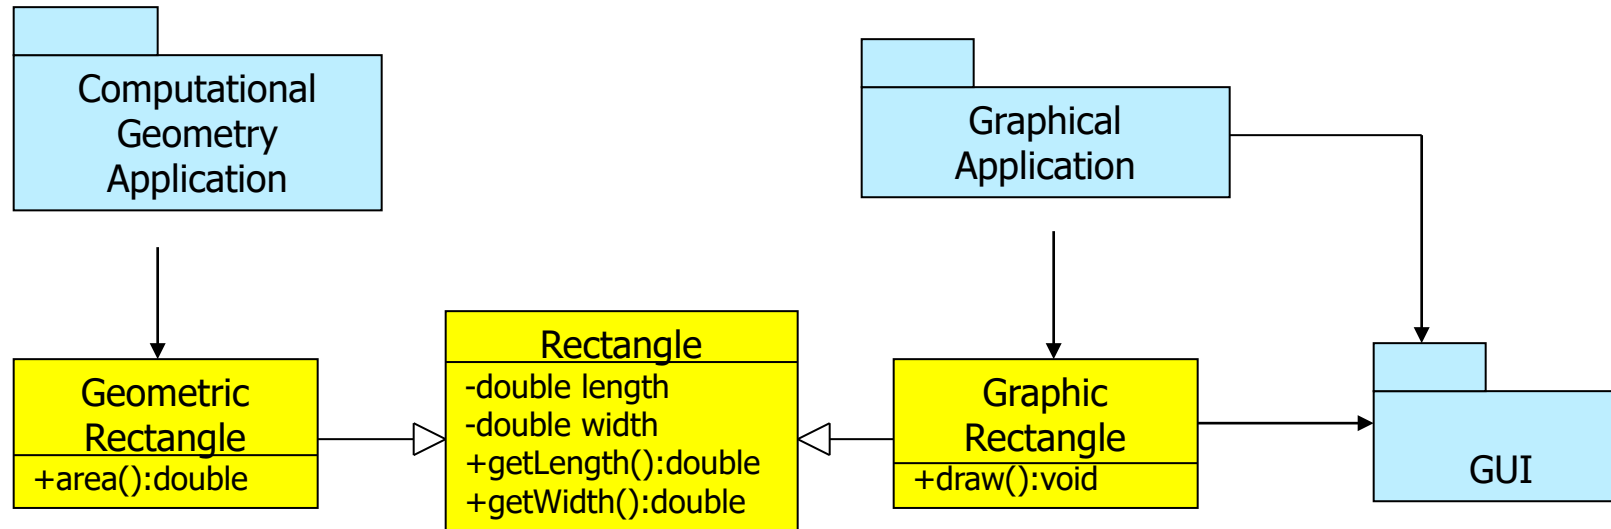 Computational
Geometry
Application
Graphical
Application
Geometric
Rectangle
+area():double
Rectangle
-double length
-double width
+getLength():double
+getWidth():double
Graphic
Rectangle
+draw():void
GUI